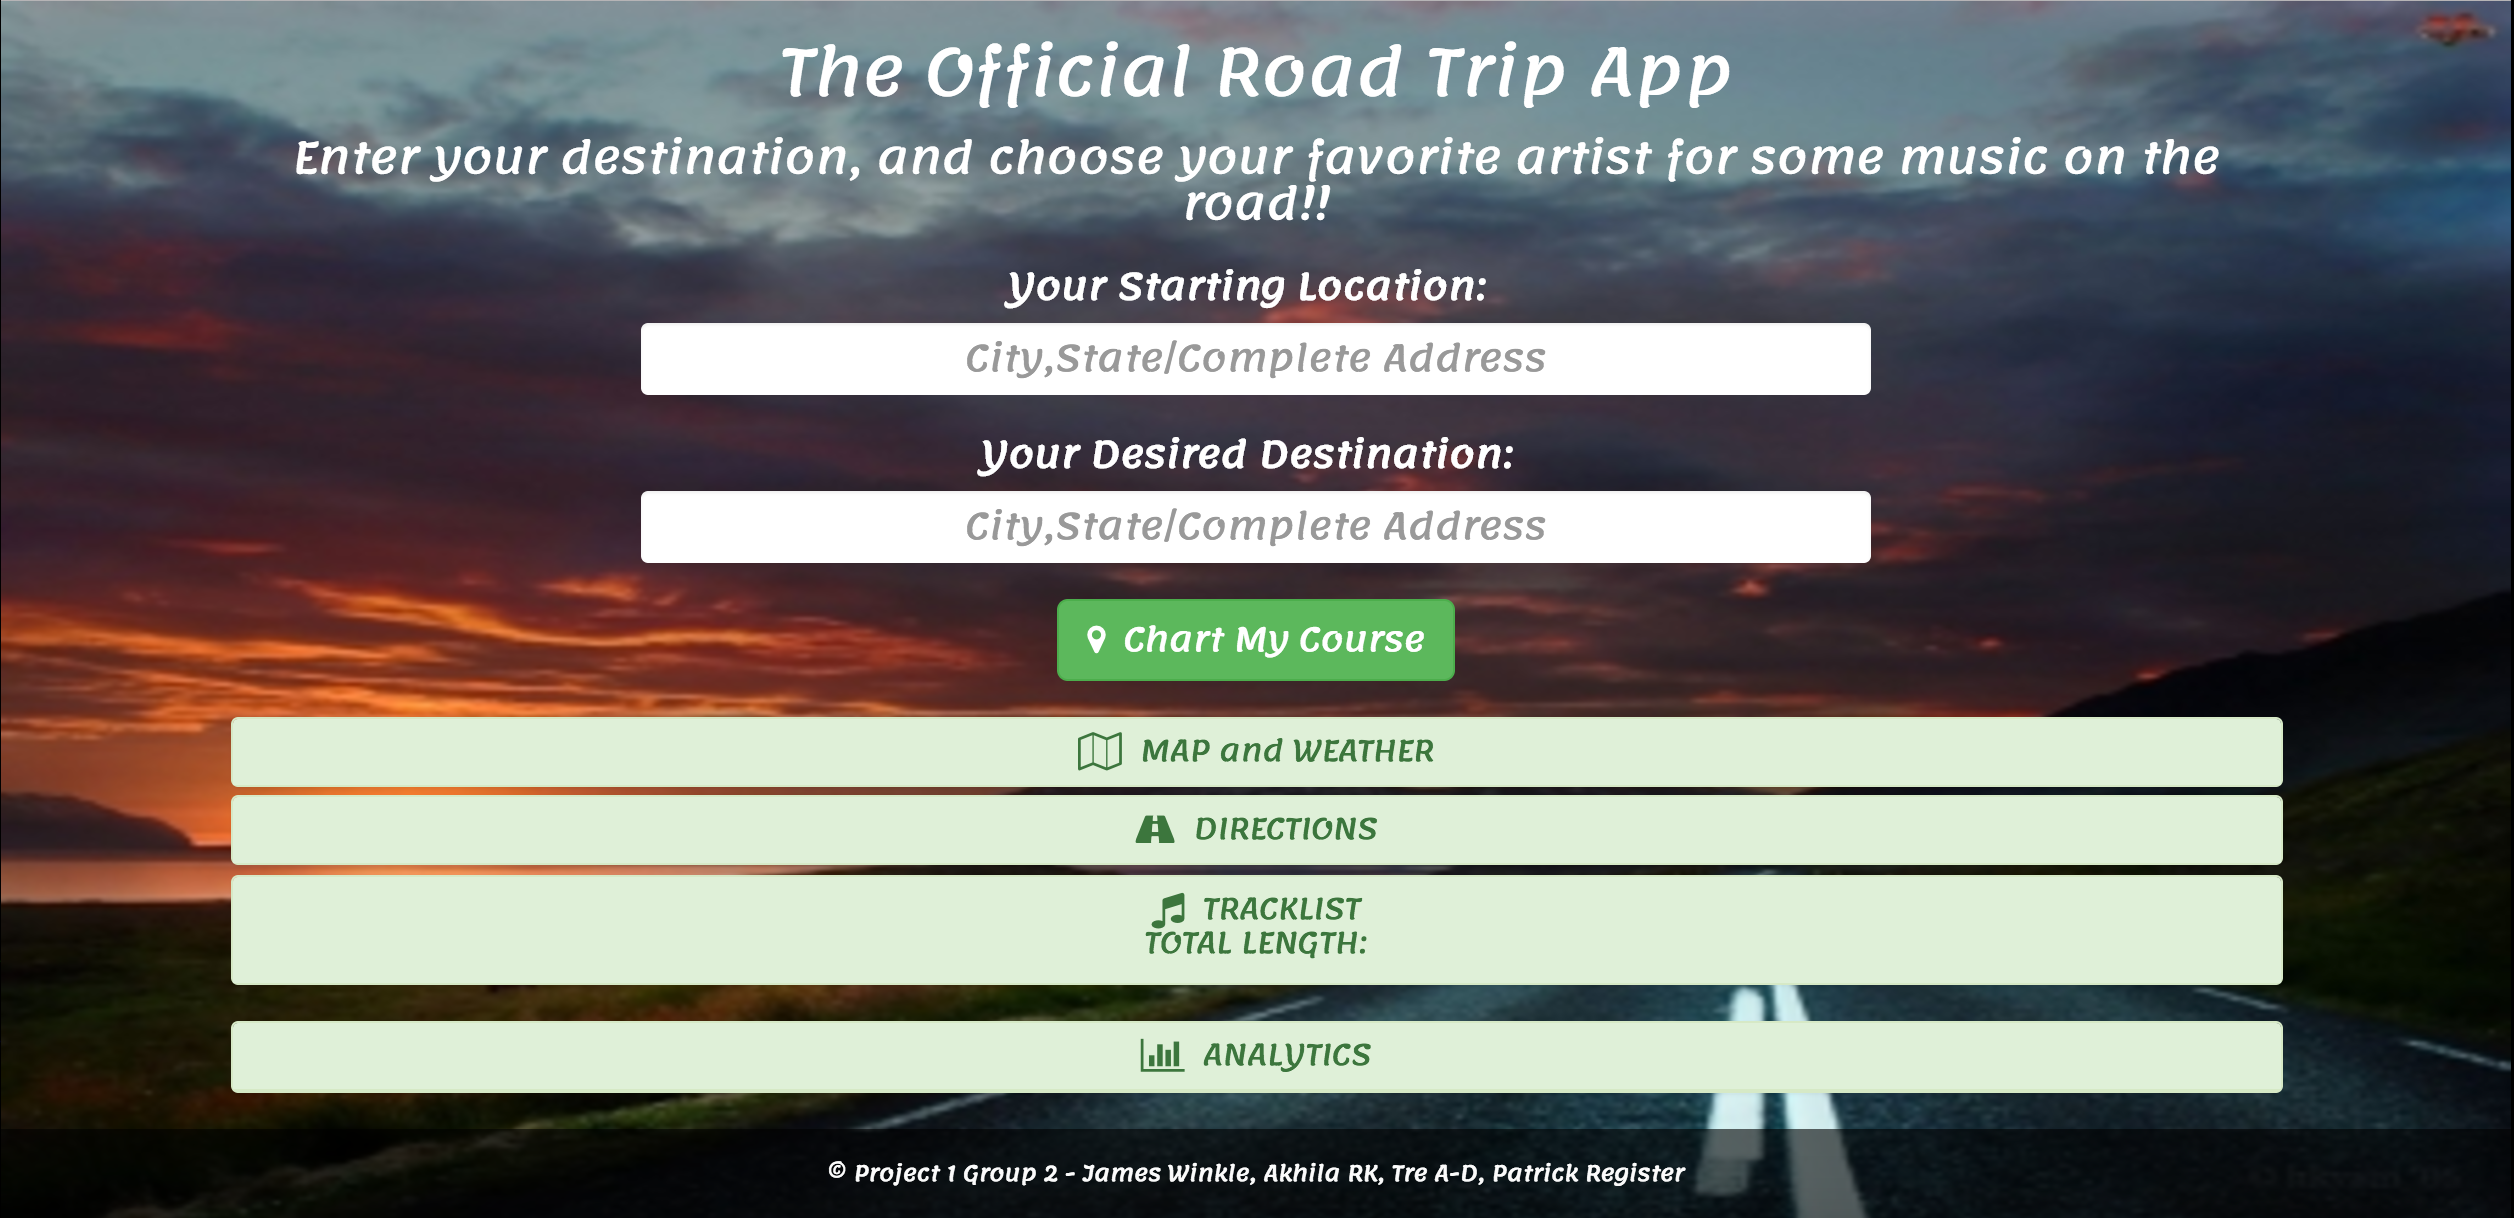 The Official Road Trip App
Enter your destination, and choose your favorite artist for some music on the
road!!
Your Starting Location:
City,State/Complete Address
Your Desired Destination:
City,State/Complete Address
Chart My Course
MAP and WEATHER
DIRECTIONS
TRACKLIST
TOTAL LENGTH:
ANALYTICS
© Project 1 Group 2 - James Winkle, Akhila RK, Tre A-D, Patrick Register